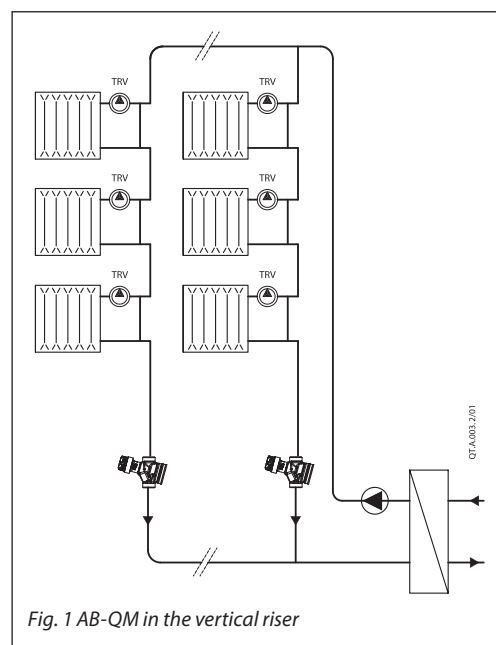 TRV
TRV
TRV
TRV
TRV
TRV
QT.A.003.2/01
Fig. 1 AB-QM in the vertical riser